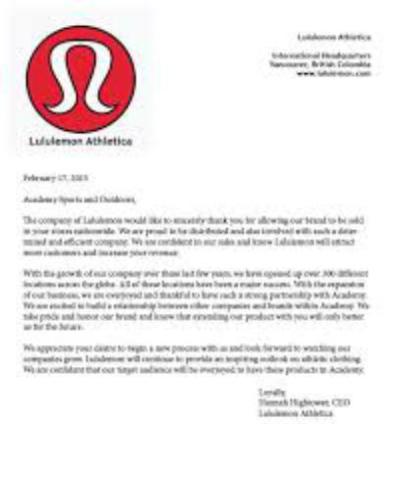 Lululemon Athletica
International Headquarters
Vancouver, British Columbia
www.lululemon.com
Lululemon Athletica
February 17, 2015
Academy Sports and Outdoors,
The company of Lululemon would like to sincerely thank you for allowing our brand to be sold
in your stores nationwide. We are proud to be distributed and also involved with such a deter-
mined and efficient company. We are confident in our sales and know Lululemon will attract
more customers and increase your revenue.
With the growth of our company over these last few years, we have opened up over 300 different
locations across the globe. All of these locations have been a major success. With the expansion
of our business, we are overjoyed and thankful to have such a strong partnership with Academy.
We are excited to build a relationship between other companies and brands within Academy. We
take pride and honor our brand and know that extending our product with you will only better
us for the future.
We appreciate your desire to begin a new process with us and look forward to watching our
companies grow. Lululemon will continue to provide an inspiring outlook on athletic clothing.
We are confident that our target audience will be overjoyed to have these products in Academy.
Loyally,
Hannah Hightower, CEO
Lululemon Athletica